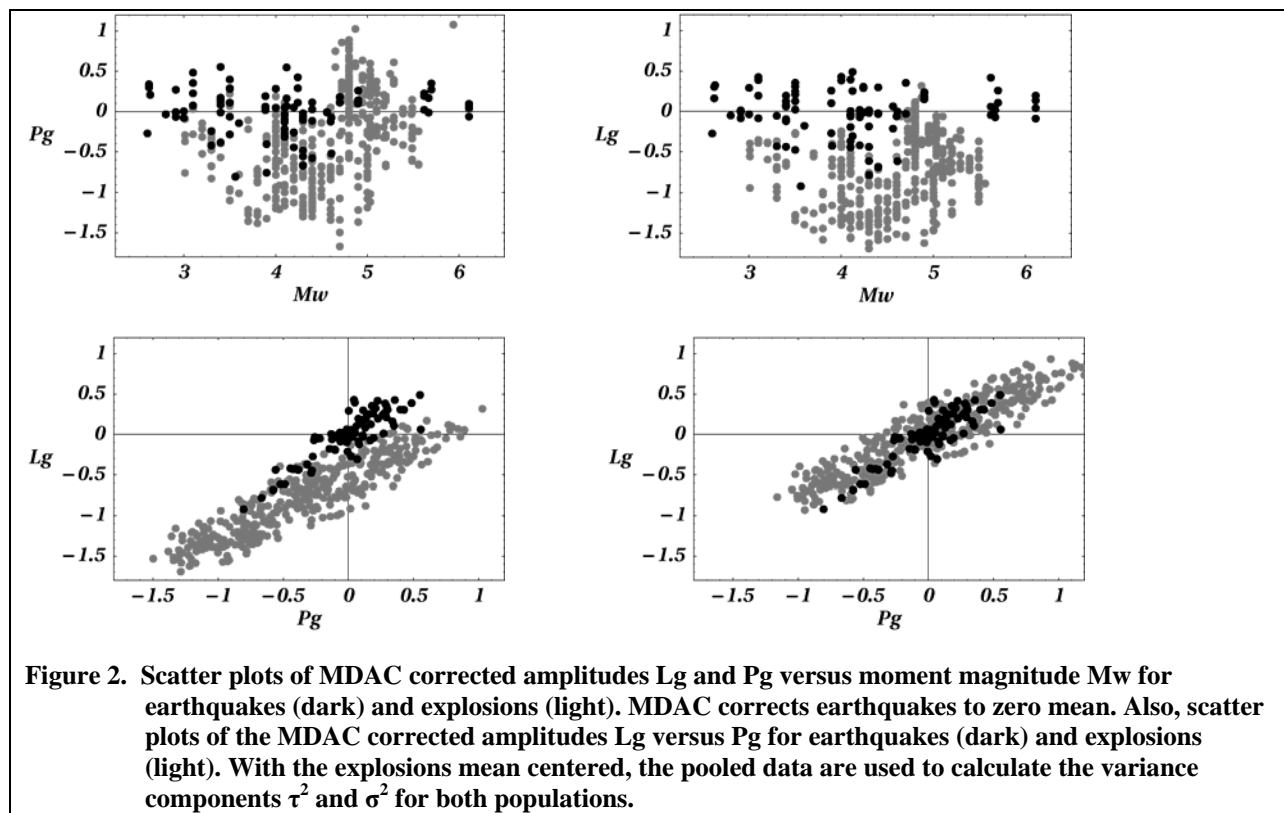 1
0.5
0
−0.5
−1
−1.5
Pg
3 4 5 6
Mw
1
0.5
0
−0.5
−1
−1.5
Lg
3 4 5 6
Mw
1
0.5
0
−0.5
−1
−1.5
Lg
−1.5 −1 −0.5 0 0.5 1
Pg
1
0.5
0
−0.5
−1
−1.5
Lg
−1.5 −1 −0.5 0 0.5 1
Pg
Figure 2. Scatter plots of MDAC corrected amplitudes Lg and Pg versus moment magnitude Mw for
earthquakes (dark) and explosions (light). MDAC corrects earthquakes to zero mean. Also, scatter
plots of the MDAC corrected amplitudes Lg versus Pg for earthquakes (dark) and explosions
(light). With the explosions mean centered, the pooled data are used to calculate the variance
components τ² and σ² for both populations.